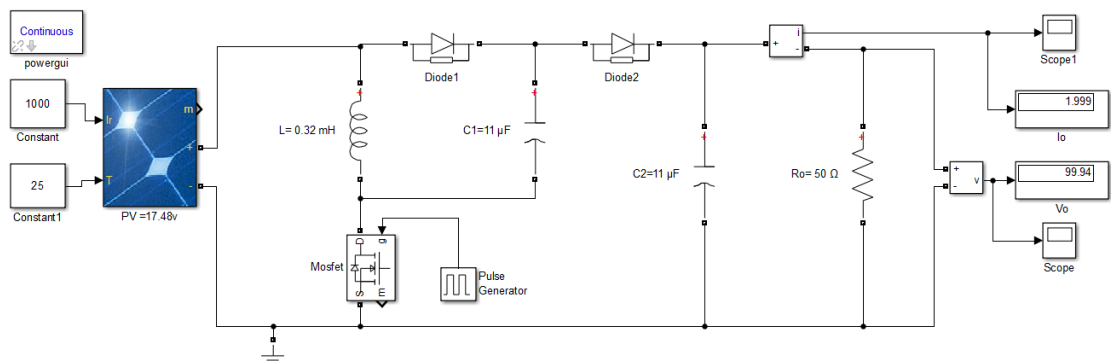 Continuous
powergui
1000
Constant
25
Constant1
Ir
T
m
+
-
PV =17.48v
Diode1
Diode2
+
L= 0.32 mH
+
C1=11 µF
+
C2=11 µF
+
Ro= 50 Ω
Mosfet
D
g
S
m
Pulse
Generator
+
i
-
Scope1
1.999
Io
+
-
v
99.94
Vo
Scope